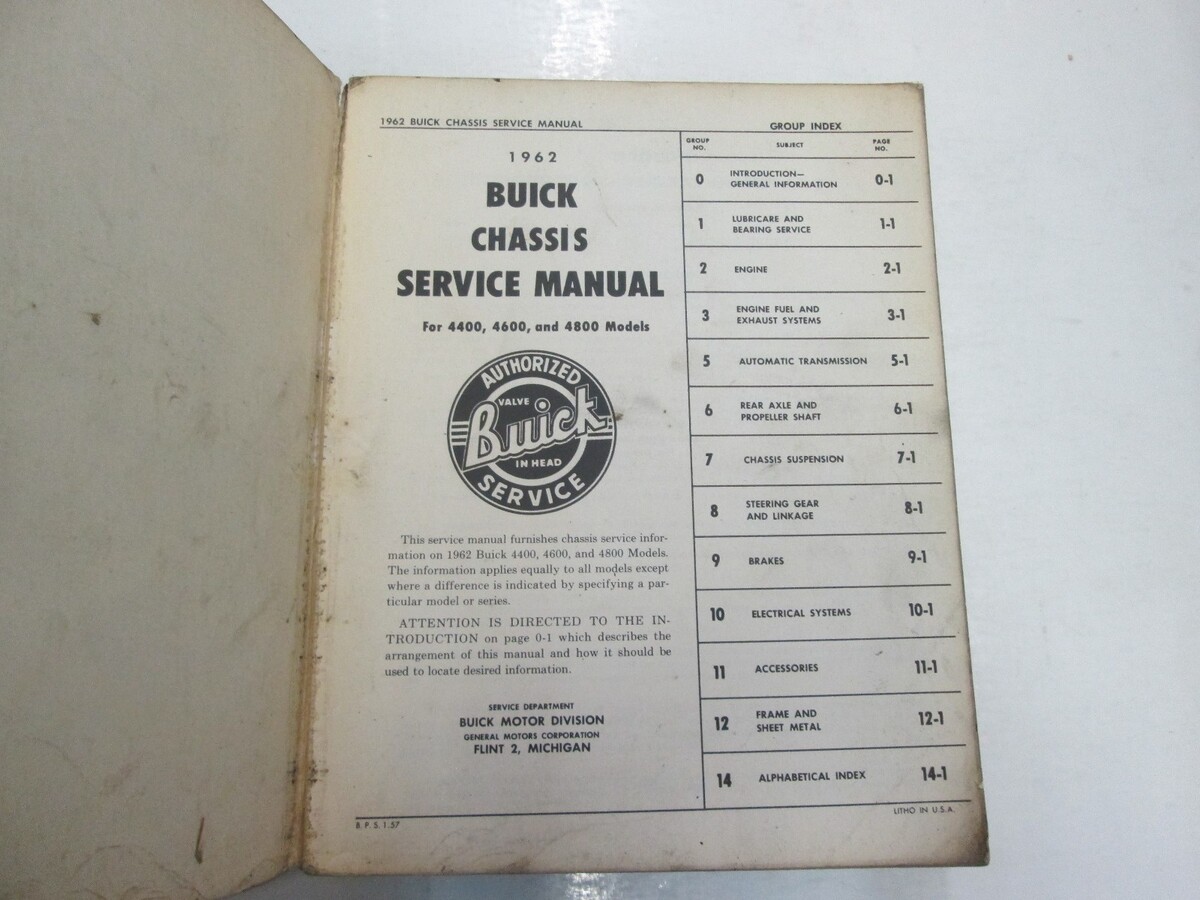 1962 BUICK CHASSIS SERVICE MANUAL
1962
BUICK
CHASSIS
SERVICE MANUAL
For 4400, 4600, and 4800 Models
AUTHORIZED
VALVE
Buick
IN HEAD
SERVICE
This service manual furnishes chassis service infor-
mation on 1962 Buick 4400, 4600, and 4800 Models.
The information applies equally to all models except
where a difference is indicated by specifying a par-
ticular model or series.
ATTENTION IS DIRECTED TO THE IN-
TRODUCTION on page 0-1 which describes the
arrangement of this manual and how it should be
used to locate desired information.
SERVICE DEPARTMENT
BUICK MOTOR DIVISION
GENERAL MOTORS CORPORATION
FLINT 2, MICHIGAN
B. P. S. 1.57
GROUP INDEX
GROUP NO. SUBJECT PAGE NO.
0 INTRODUCTION—
GENERAL INFORMATION 0-1
1 LUBRICARE AND
BEARING SERVICE 1-1
2 ENGINE 2-1
3 ENGINE FUEL AND
EXHAUST SYSTEMS 3-1
5 AUTOMATIC TRANSMISSION 5-1
6 REAR AXLE AND
PROPELLER SHAFT 6-1
7 CHASSIS SUSPENSION 7-1
8 STEERING GEAR
AND LINKAGE 8-1
9 BRAKES 9-1
10 ELECTRICAL SYSTEMS 10-1
11 ACCESSORIES 11-1
12 FRAME AND
SHEET METAL 12-1
14 ALPHABETICAL INDEX 14-1
LITHO IN U.S.A.